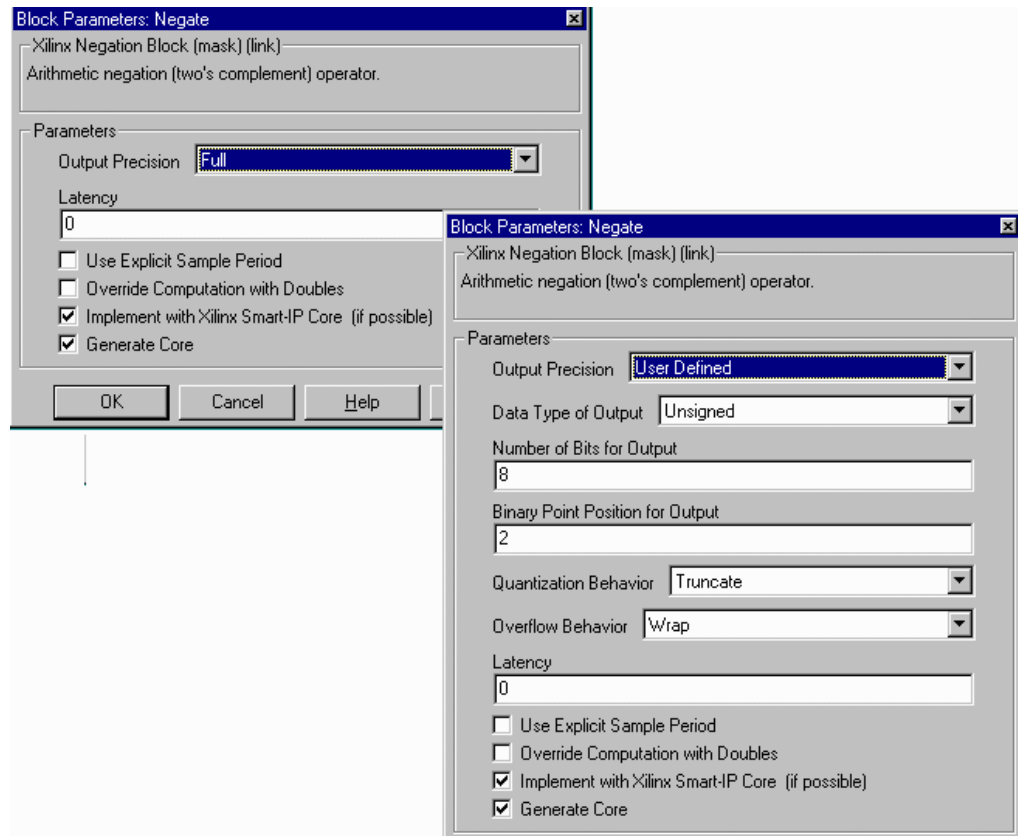 Block Parameters: Negate
Xilinx Negation Block (mask) (link)
Arithmetic negation (two's complement) operator.
Parameters
Output Precision Full
Latency
0
Use Explicit Sample Period
Override Computation with Doubles
Implement with Xilinx Smart-IP Core (if possible)
Generate Core
OK Cancel Help
Block Parameters: Negate
Xilinx Negation Block (mask) (link)
Arithmetic negation (two's complement) operator.
Parameters
Output Precision User Defined
Data Type of Output Unsigned
Number of Bits for Output
8
Binary Point Position for Output
2
Quantization Behavior Truncate
Overflow Behavior Wrap
Latency
0
Use Explicit Sample Period
Override Computation with Doubles
Implement with Xilinx Smart-IP Core (if possible)
Generate Core